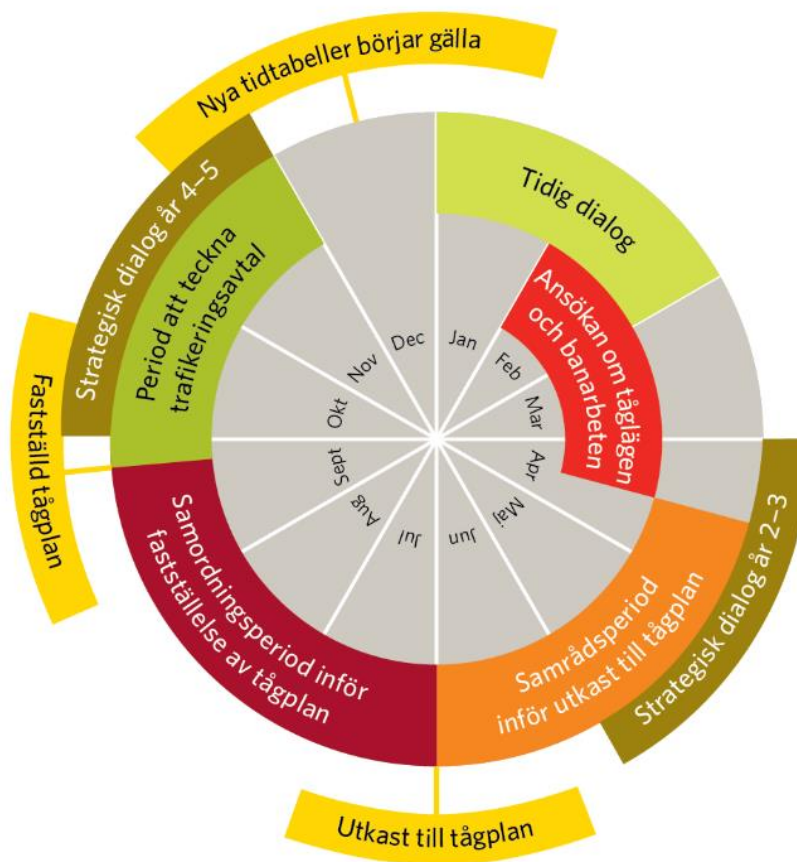 Nya tidtabeller börjar gälla
Strategisk dialog år 4–5
Period att teckna
trafikeringsavtal
Tidig dialog
Ansökan om tåglägen
och banarbeten
Jan
Feb
Mar
Apr
Maj
Jun
Jul
Aug
Sept
Okt
Nov
Dec
Fastställd tågplan
Samordningsperiod inför
fastställelse av tågplan
Samrådsperiod
inför utkast till tågplan
Strategisk dialog år 2–3
Utkast till tågplan